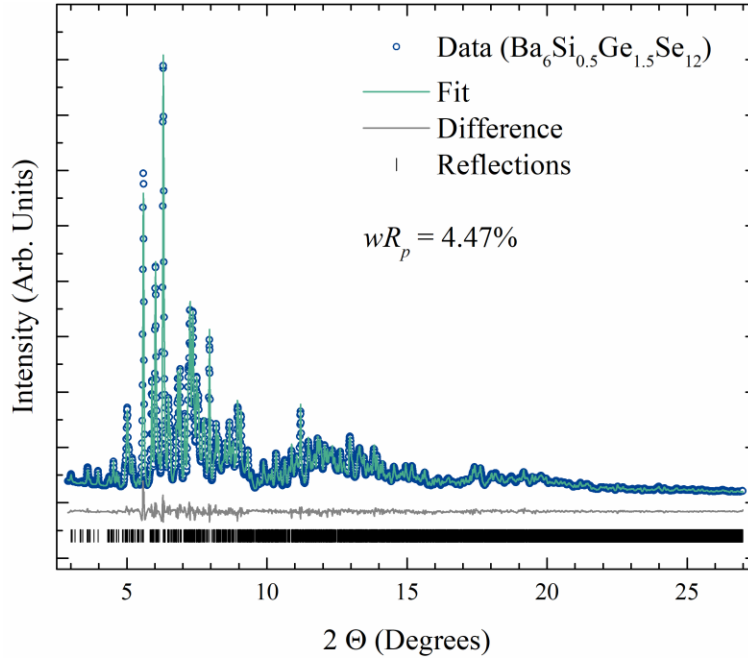 Data (Ba₆Si₀.₅Ge₁.₅Se₁₂)
Fit
Difference
Reflections
wRₚ = 4.47%
Intensity (Arb. Units)
5 10 15 20 25
2 Θ (Degrees)